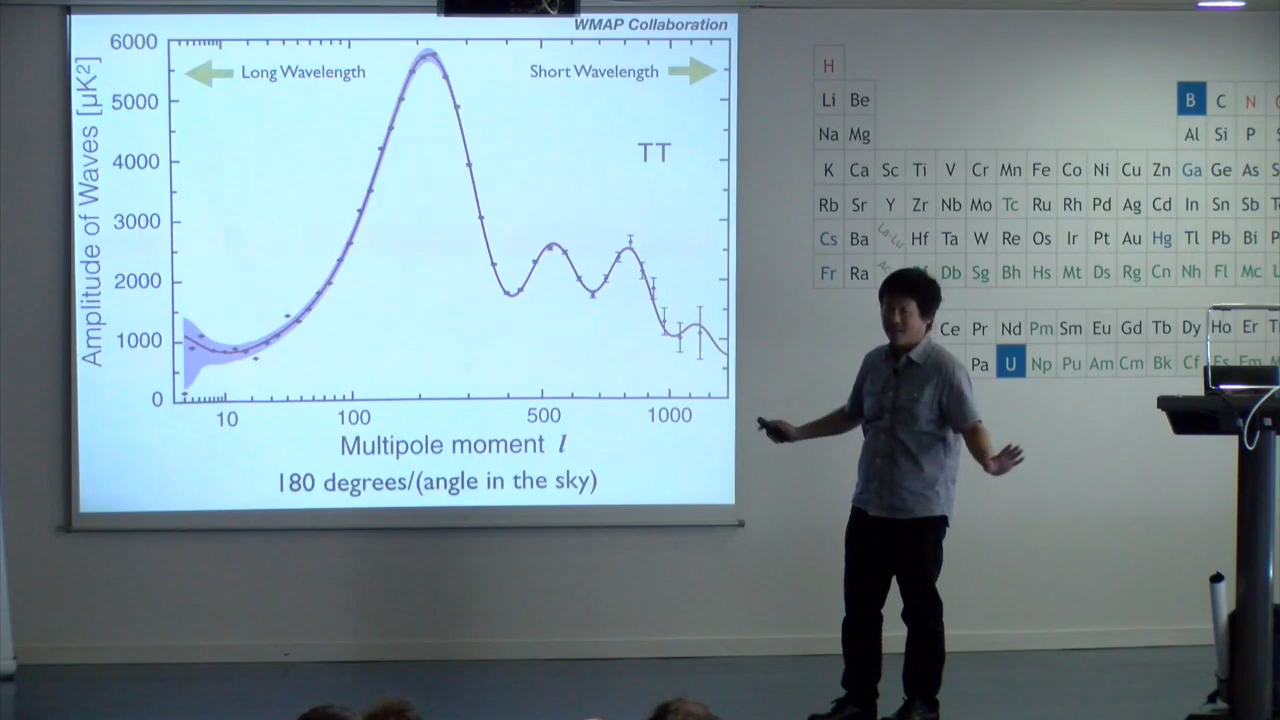 WMAP Collaboration
6000
5000
4000
3000
2000
1000
0
Amplitude of Waves [μK²]
Long Wavelength
Short Wavelength
TT
10 100 500 1000
Multipole moment l
180 degrees/(angle in the sky)
H
Li Be B C N
Na Mg Al Si P
K Ca Sc Ti V Cr Mn Fe Co Ni Cu Zn Ga Ge As
Rb Sr Y Zr Nb Mo Tc Ru Rh Pd Ag Cd In Sn Sb
Cs Ba La-Lu Hf Ta W Re Os Ir Pt Au Hg Tl Pb Bi
Fr Ra Db Sg Bh Hs Mt Ds Rg Cn Nh Fl Mc
Ce Pr Nd Pm Sm Eu Gd Tb Dy Ho Er
Pa U Np Pu Am Cm Bk Cf Es Fm